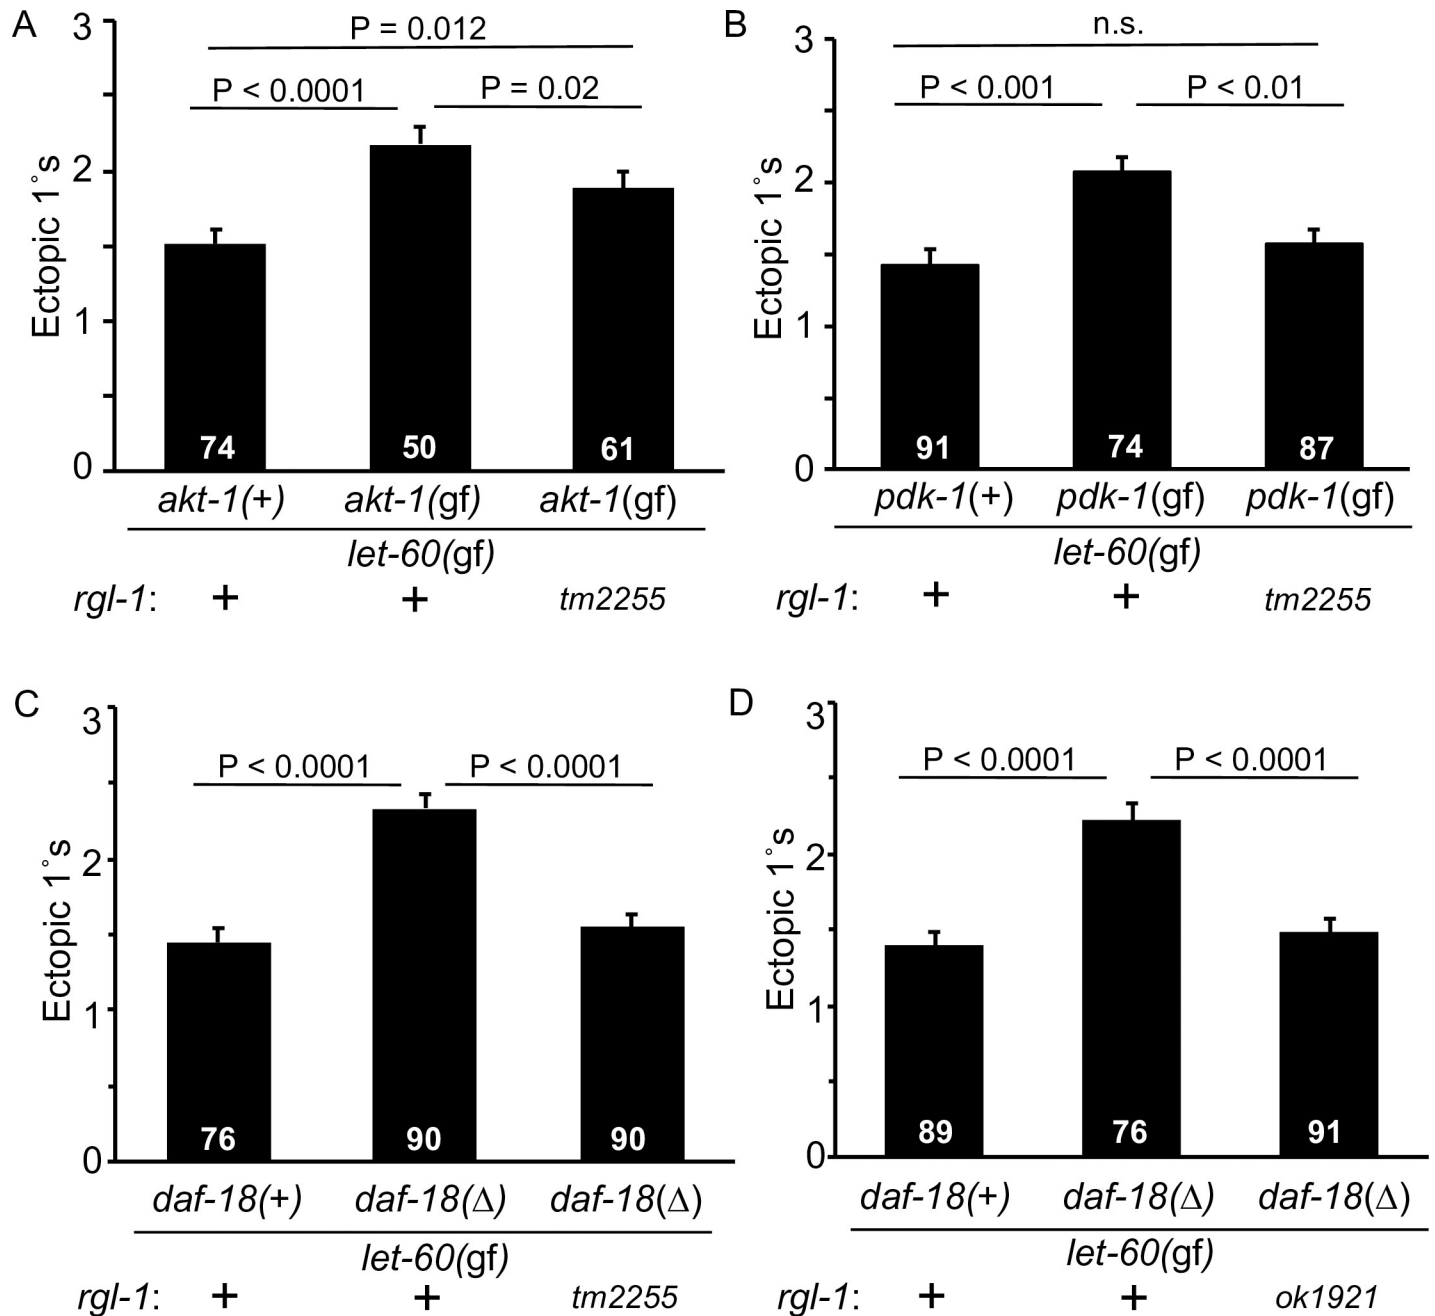 A
3
P = 0.012
P < 0.0001
P = 0.02
2
1
0
Ectopic 1°s
74
50
61
akt-1(+)
akt-1(gf)
akt-1(gf)
let-60(gf)
rgl-1:
+
+
tm2255
B
3
n.s.
P < 0.001
P < 0.01
2
1
0
Ectopic 1°s
91
74
87
pdk-1(+)
pdk-1(gf)
pdk-1(gf)
let-60(gf)
rgl-1:
+
+
tm2255
C
3
P < 0.0001
P < 0.0001
2
1
0
Ectopic 1°s
76
90
90
daf-18(+)
daf-18(Δ)
daf-18(Δ)
let-60(gf)
rgl-1:
+
+
tm2255
D
3
P < 0.0001
P < 0.0001
2
1
0
Ectopic 1°s
89
76
91
daf-18(+)
daf-18(Δ)
daf-18(Δ)
let-60(gf)
rgl-1:
+
+
ok1921